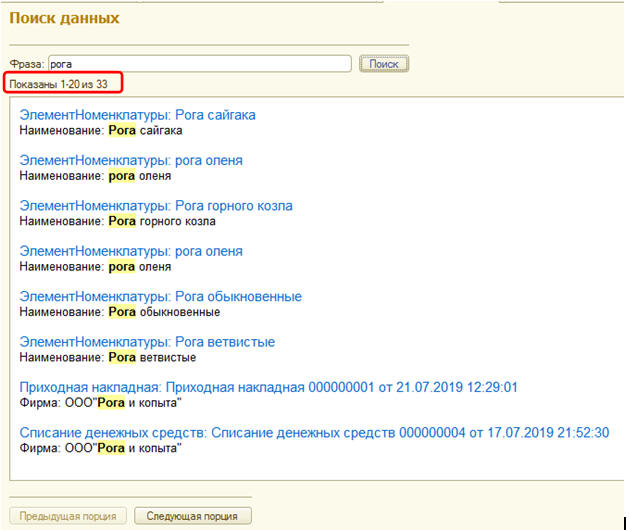 Поиск данных
Фраза: рога Поиск
Показаны 1-20 из 33
ЭлементНоменклатуры: Рога сайгака
Наименование: Рога сайгака
ЭлементНоменклатуры: рога оленя
Наименование: рога оленя
ЭлементНоменклатуры: Рога горного козла
Наименование: Рога горного козла
ЭлементНоменклатуры: рога оленя
Наименование: рога оленя
ЭлементНоменклатуры: Рога обыкновенные
Наименование: Рога обыкновенные
ЭлементНоменклатуры: Рога ветвистые
Наименование: Рога ветвистые
Приходная накладная: Приходная накладная 000000001 от 21.07.2019 12:29:01
Фирма: ООО"Рога и копыта"
Списание денежных средств: Списание денежных средств 000000004 от 17.07.2019 21:52:30
Фирма: ООО"Рога и копыта"
Предыдущая порция Следующая порция